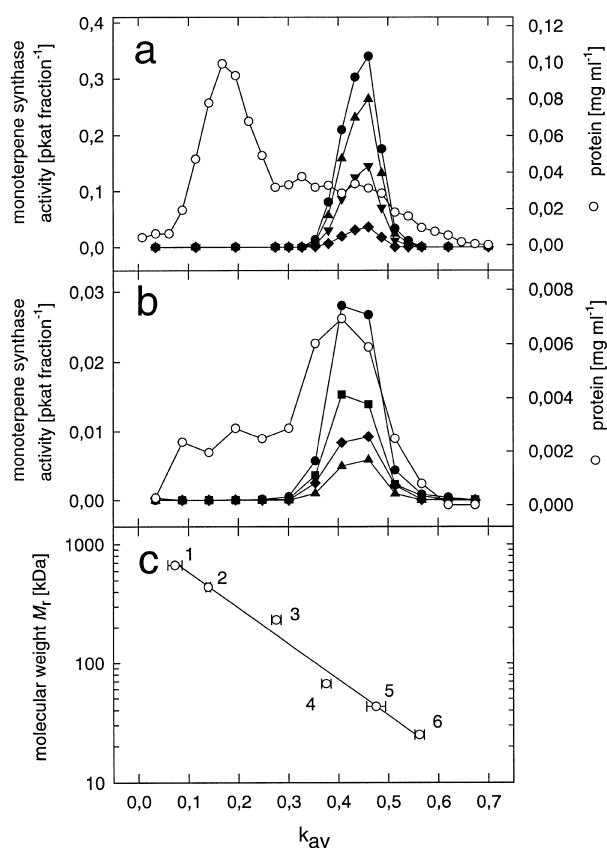 a
monoterpene synthase
activity [pkat fraction-1]
0,4
0,3
0,2
0,1
0,0
0,12
0,10
0,08
0,06
0,04
0,02
0,00
protein [mg ml-1]
b
monoterpene synthase
activity [pkat fraction-1]
0,03
0,02
0,01
0,00
0,008
0,006
0,004
0,002
0,000
protein [mg ml-1]
c
molecular weight Mr [kDa]
1000
100
10
1
2
3
4
5
6
0,0 0,1 0,2 0,3 0,4 0,5 0,6 0,7
kav